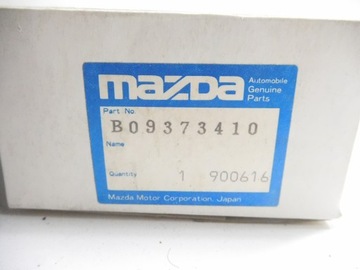 mazda
Automobile
Genuine
Parts
Part No.
B09373410
Name
Quantity 1 900616
Mazda Motor Corporation, Japan